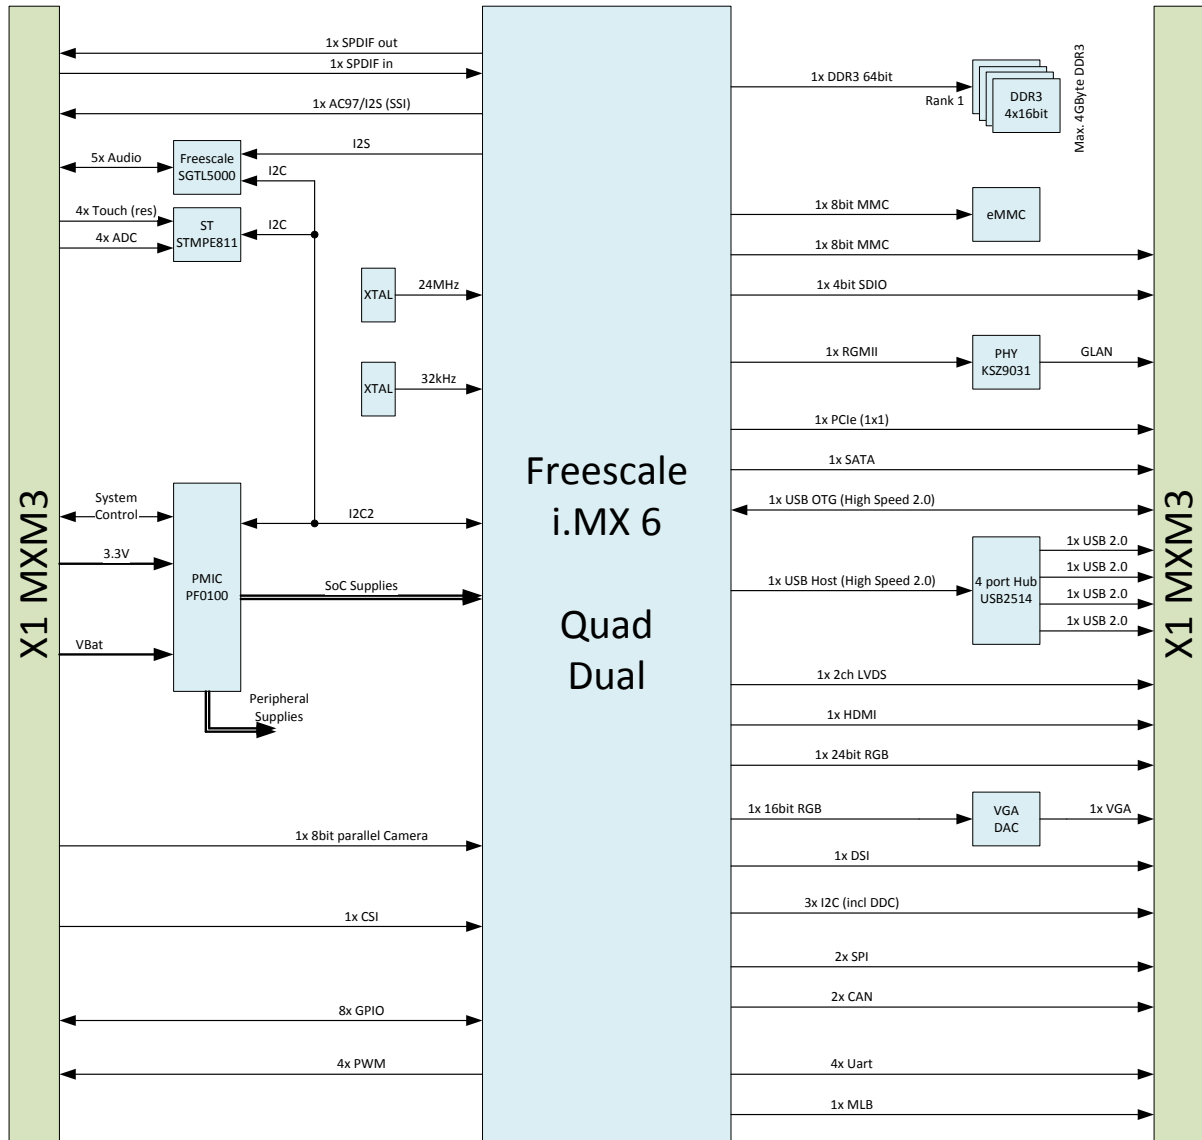 X1 MXM3
1x SPDIF out
1x SPDIF in
1x AC97/I2S (SSI)
I2S
5x Audio
Freescale
SGTL5000
I2C
4x Touch (res)
ST
STMPE811
I2C
4x ADC
XTAL
24MHz
XTAL
32kHz
System
Control
I2C2
3.3V
PMIC
PF0100
SoC Supplies
VBat
Peripheral
Supplies
1x 8bit parallel Camera
1x CSI
8x GPIO
4x PWM
Freescale
i.MX 6
Quad
Dual
1x DDR3 64bit
Rank 1
DDR3
4x16bit
Max. 4GByte DDR3
1x 8bit MMC
eMMC
1x 8bit MMC
1x 4bit SDIO
1x RGMII
PHY
KSZ9031
GLAN
1x PCIe (1x1)
1x SATA
1x USB OTG (High Speed 2.0)
1x USB Host (High Speed 2.0)
4 port Hub
USB2514
1x USB 2.0
1x USB 2.0
1x USB 2.0
1x USB 2.0
1x 2ch LVDS
1x HDMI
1x 24bit RGB
1x 16bit RGB
VGA
DAC
1x VGA
1x DSI
3x I2C (incl DDC)
2x SPI
2x CAN
4x Uart
1x MLB
X1 MXM3